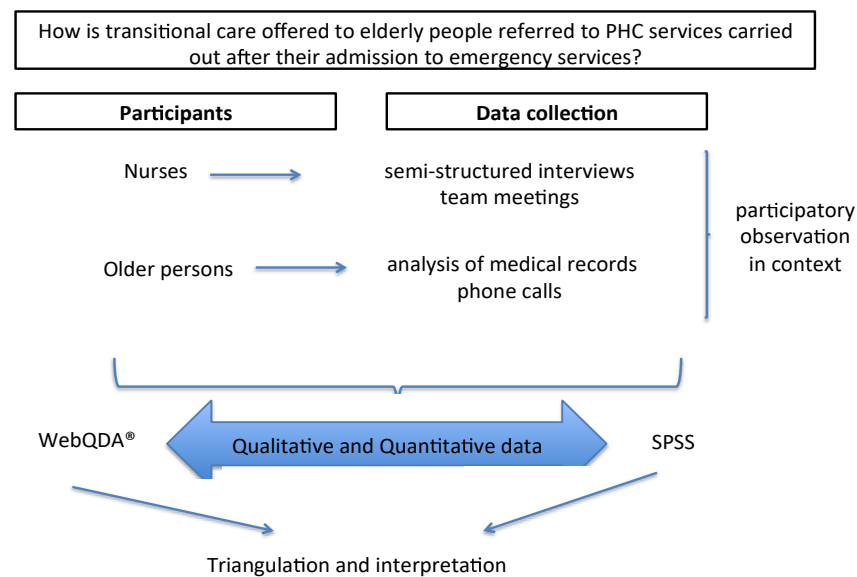 How is transitional care offered to elderly people referred to PHC services carried
out after their admission to emergency services?
Participants
Data collection
Nurses
semi-structured interviews
team meetings
Older persons
analysis of medical records
phone calls
participatory
observation
in context
WebQDA®
Qualitative and Quantitative data
SPSS
Triangulation and interpretation